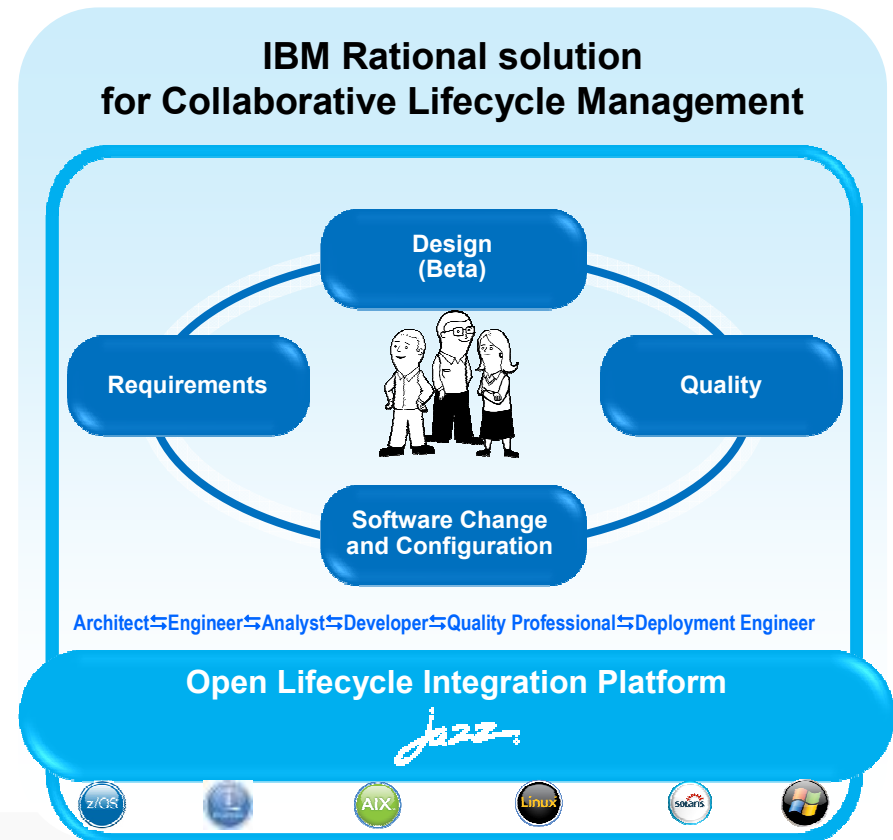 IBM Rational solution
for Collaborative Lifecycle Management
Design
(Beta)
Requirements
Quality
Software Change
and Configuration
Architect⇆Engineer⇆Analyst⇆Developer⇆Quality Professional⇆Deployment Engineer
Open Lifecycle Integration Platform
jazz
z/OS
AIX
Linux
solaris